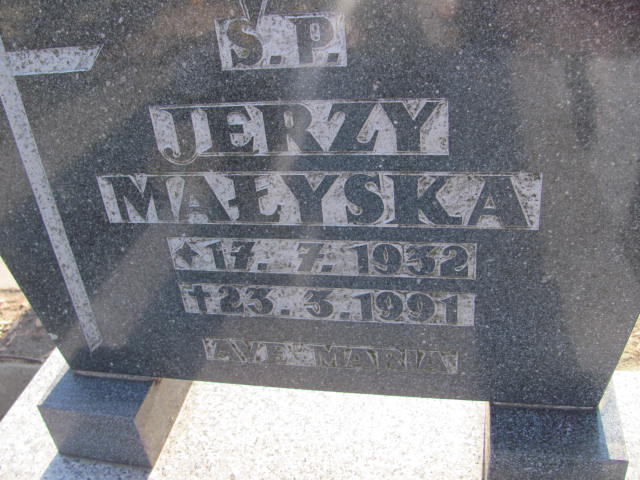 Ś.P.
JERZY
MAŁYSKA
✦ 17. 7. 1932
† 23. 3. 1991
AVE MARIA